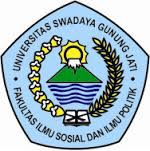 UNIVERSITAS SWADAYA GUNUNG JATI
FAKULTAS ILMU SOSIAL DAN ILMU POLITIK